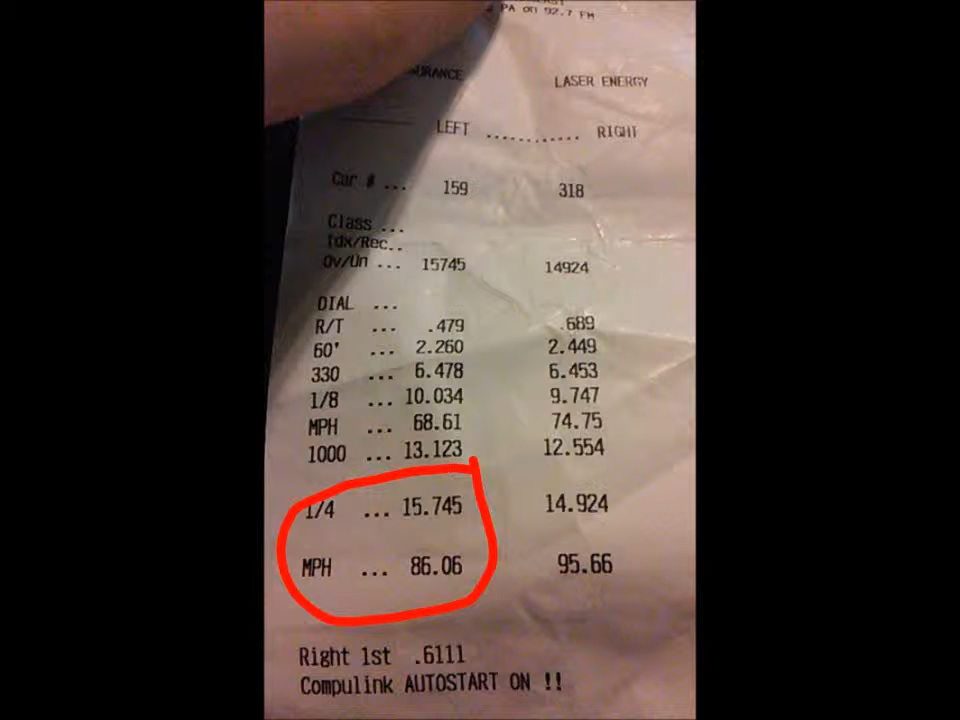 PA on 92.7 FM
LASER ENERGY
LEFT ............ RIGHT
Car # ... 159 318
Class ...
Idx/Rec..
Ov/Un ... 15745 14924
DIAL ...
R/T ... .479 .689
60' ... 2.260 2.449
330 ... 6.478 6.453
1/8 ... 10.034 9.747
MPH ... 68.61 74.75
1000 ... 13.123 12.554
1/4 ... 15.745 14.924
MPH ... 86.06 95.66
Right 1st .6111
Compulink AUTOSTART ON !!